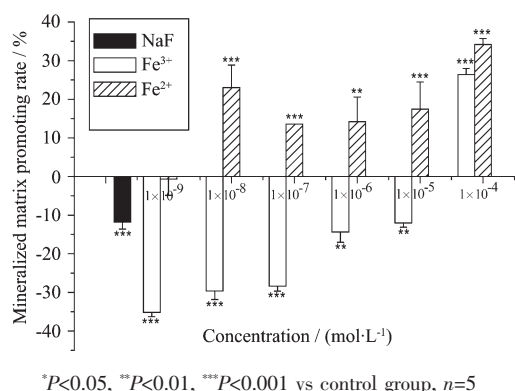 Mineralized matrix promoting rate / %
40
30
20
10
0
-10
-20
-30
-40
NaF
Fe³⁺
Fe²⁺
*** *** ** *** *** ***
1×10⁻⁹ 1×10⁻⁸ 1×10⁻⁷ 1×10⁻⁶ 1×10⁻⁵ 1×10⁻⁴
*** *** *** *** ** **
Concentration / (mol·L⁻¹)
*P<0.05, **P<0.01, ***P<0.001 vs control group, n=5